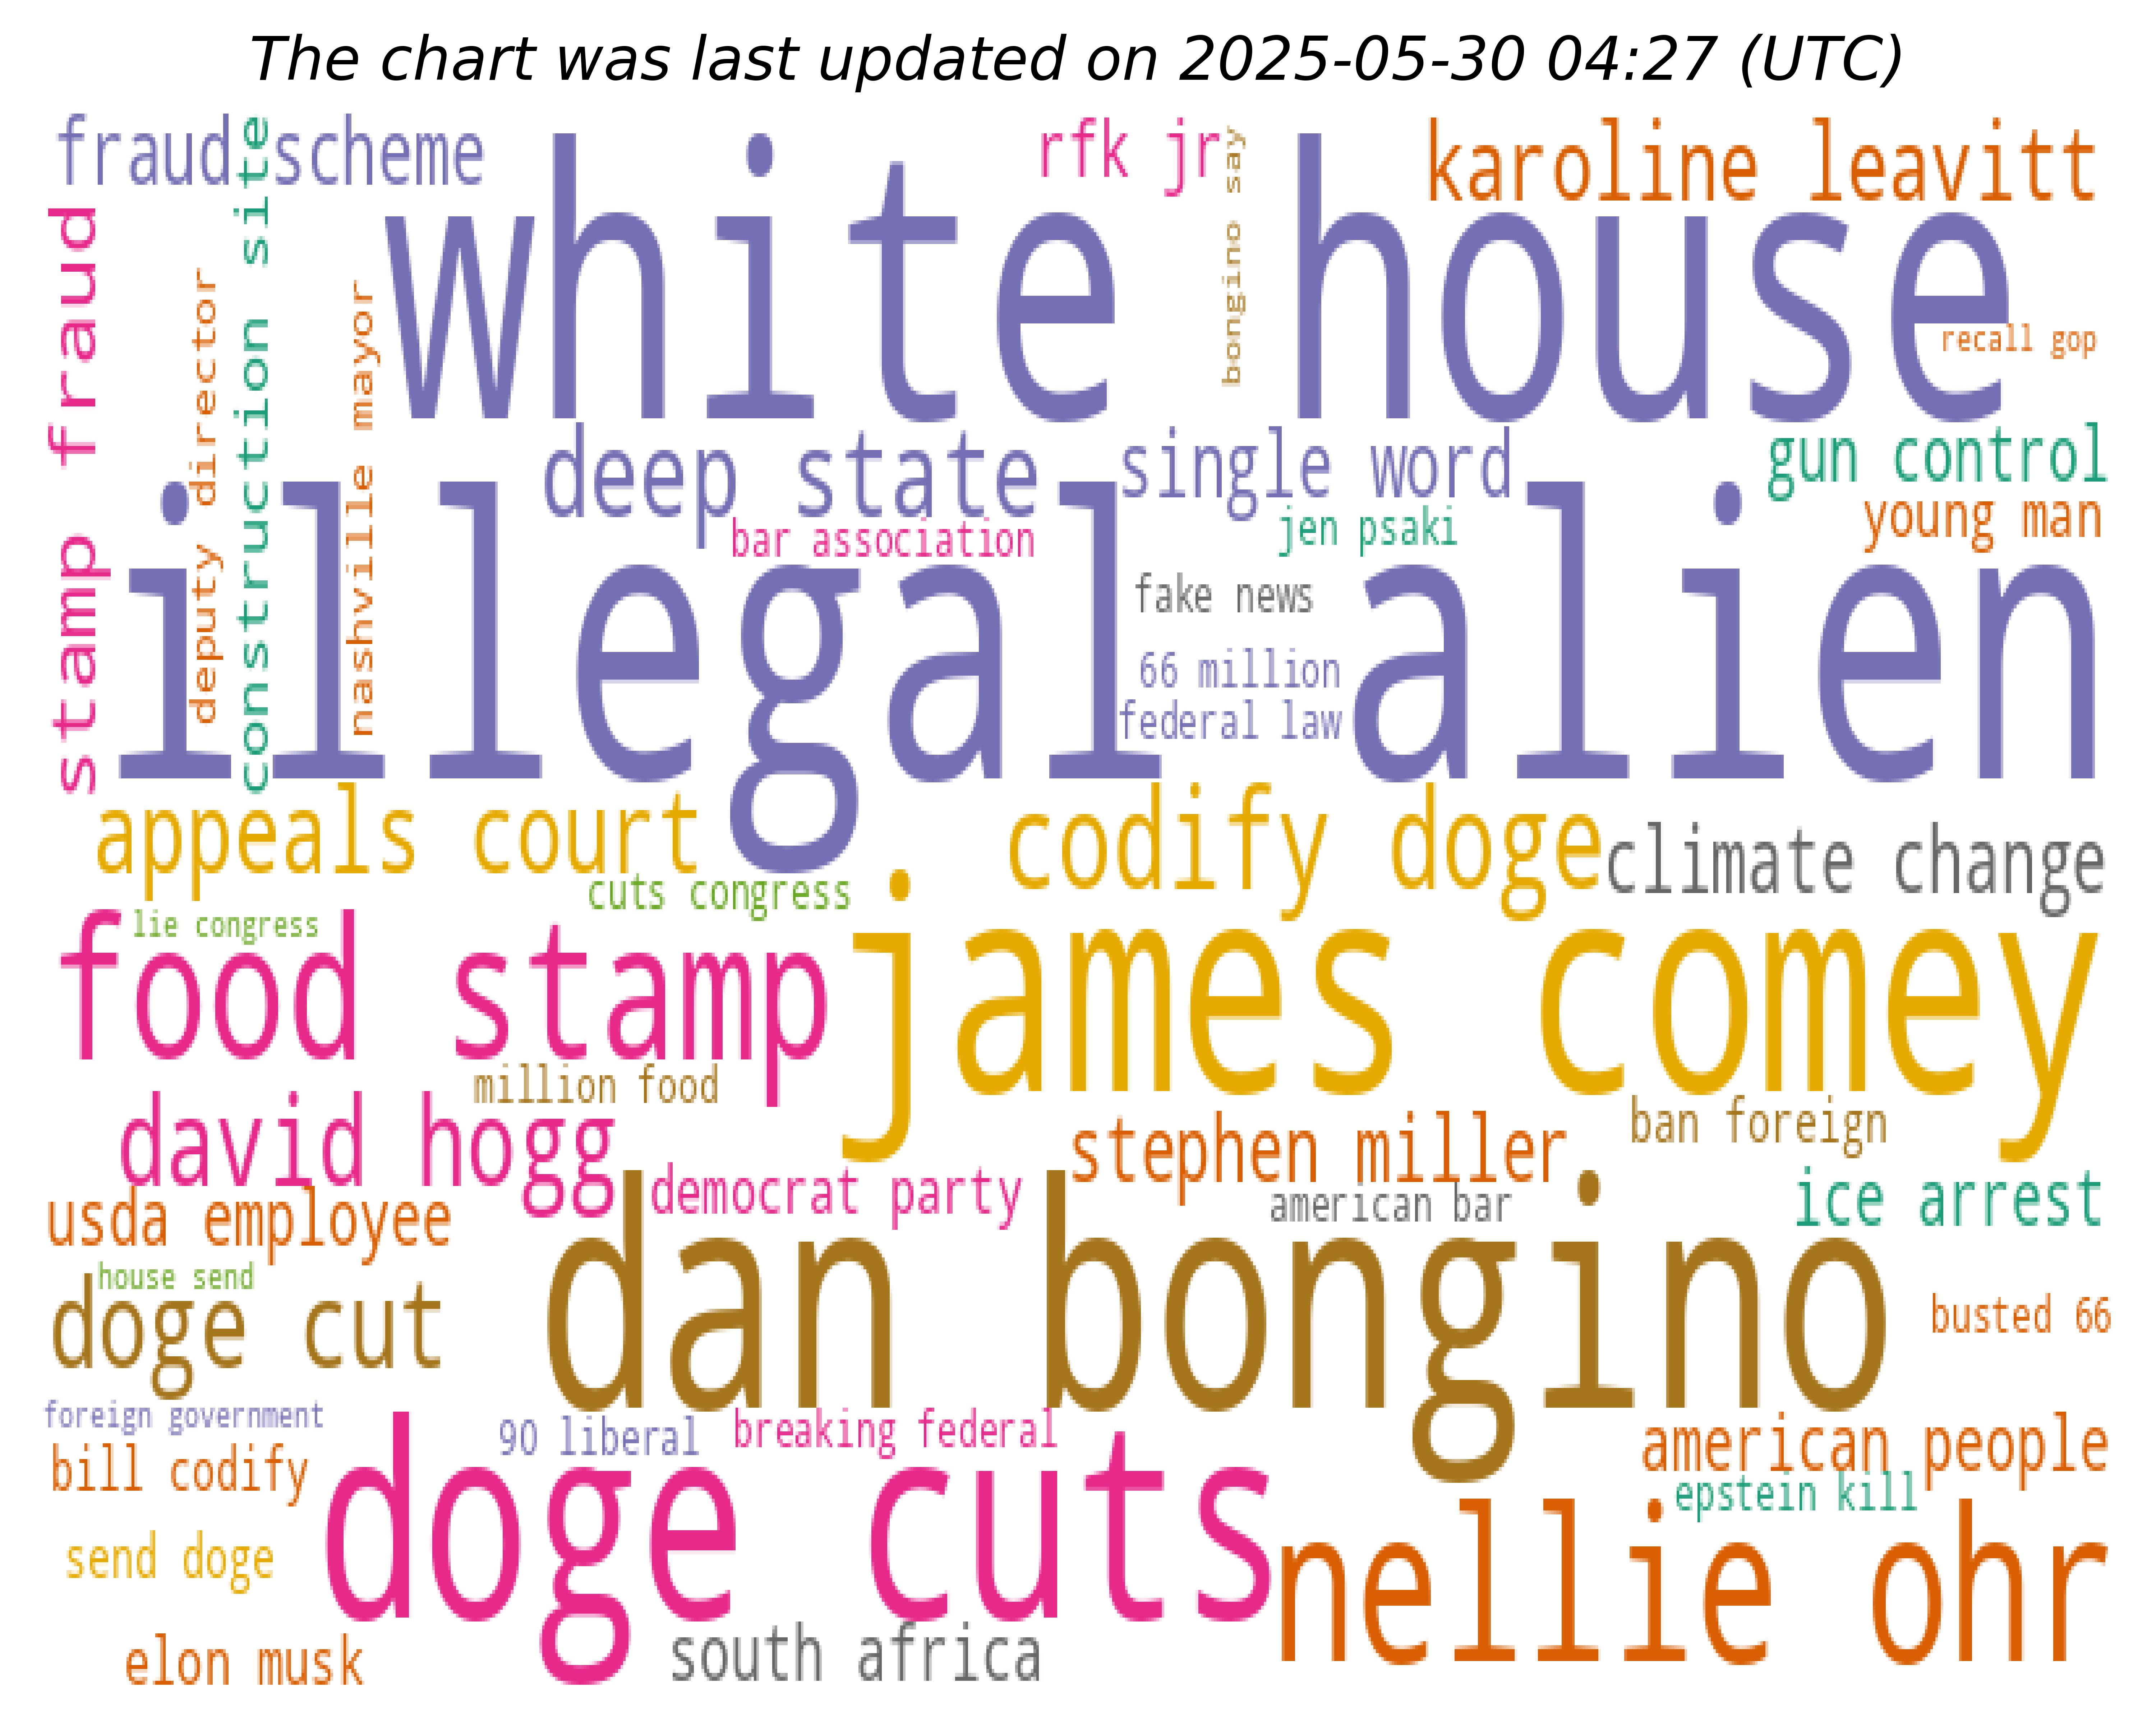 The chart was last updated on 2025-05-30 04:27 (UTC)
fraud scheme
rfk jr
karoline leavitt
stamp fraud
deputy director
construction site
nashville mayor
white house
bongino say
recall gop
deep state
single word
gun control
bar association
jen psaki
young man
illegal alien
fake news
66 million
federal law
appeals court
codify doge
climate change
cuts congress
lie congress
food stamp
james comey
million food
david hogg
stephen miller
ban foreign
democrat party
american bar
ice arrest
usda employee
dan bongino
house send
doge cut
busted 66
foreign government
90 liberal
breaking federal
american people
bill codify
doge cuts
epstein kill
send doge
nellie ohr
elon musk
south africa